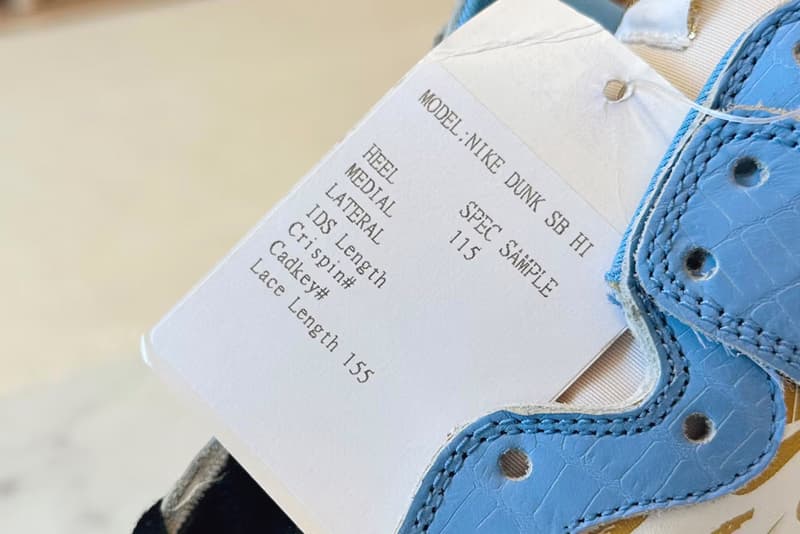 MODEL:NIKE DUNK SB HI
SPEC SAMPLE
HEEL 115
MEDIAL
LATERAL
IDS Length
Crispin#
Cadkey#
Lace Length 155